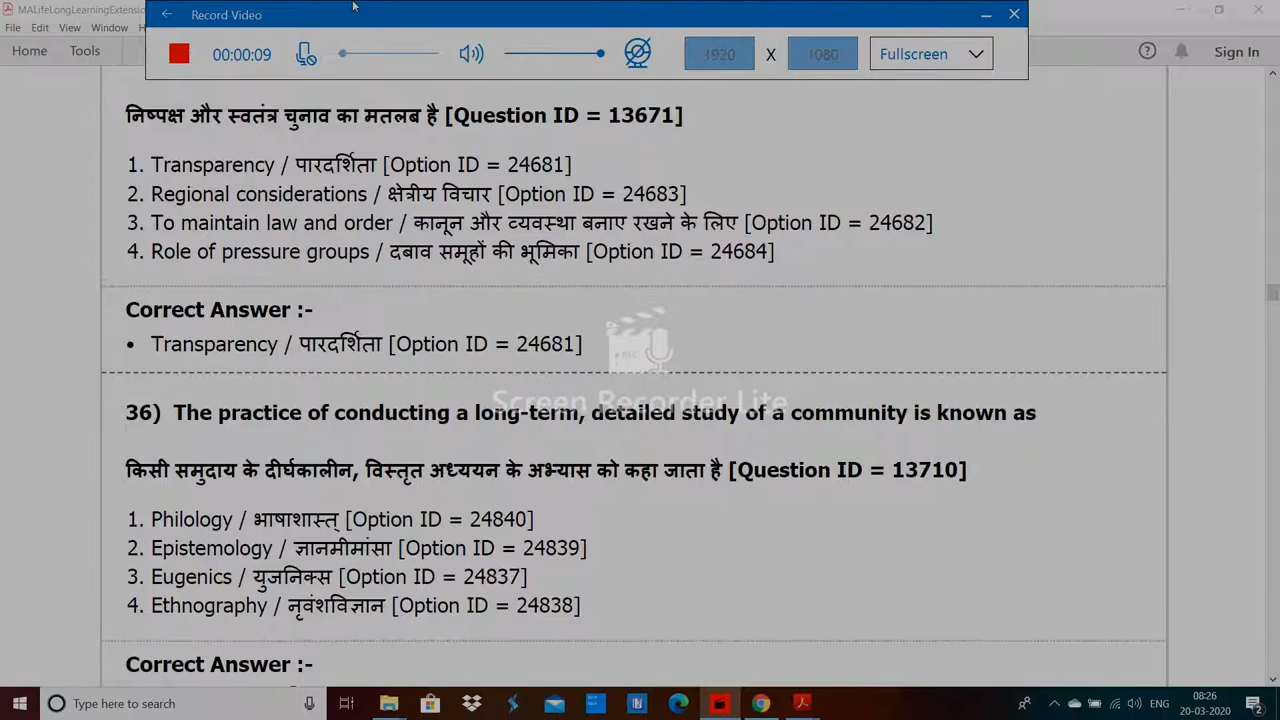 MALifeLongLearningExtension
Record Video
File Edit View Window
Home Tools
00:00:09
1920 X 1080
Fullscreen
Sign In
निष्पक्ष और स्वतंत्र चुनाव का मतलब है [Question ID = 13671]
1. Transparency / पारदर्शिता [Option ID = 24681]
2. Regional considerations / क्षेत्रीय विचार [Option ID = 24683]
3. To maintain law and order / कानून और व्यवस्था बनाए रखने के लिए [Option ID = 24682]
4. Role of pressure groups / दबाव समूहों की भूमिका [Option ID = 24684]
Correct Answer :-
• Transparency / पारदर्शिता [Option ID = 24681]
REC
Screen Recorder Lite
36) The practice of conducting a long-term, detailed study of a community is known as
किसी समुदाय के दीर्घकालीन, विस्तृत अध्ययन के अभ्यास को कहा जाता है [Question ID = 13710]
1. Philology / भाषाशास्त् [Option ID = 24840]
2. Epistemology / ज्ञानमीमांसा [Option ID = 24839]
3. Eugenics / युजनिक्स [Option ID = 24837]
4. Ethnography / नृवंशविज्ञान [Option ID = 24838]
Correct Answer :-
Type here to search
ENG
08:26
20-03-2020
2